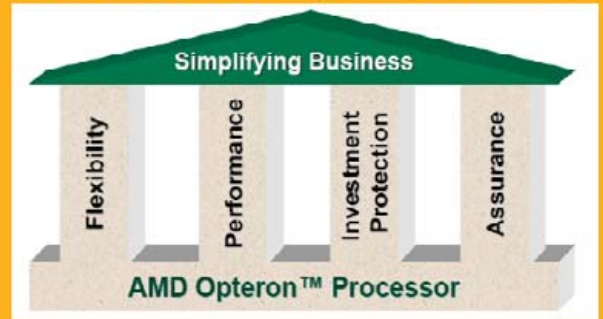 Simplifying Business
Flexibility
Performance
Investment
Protection
Assurance
AMD Opteron™ Processor